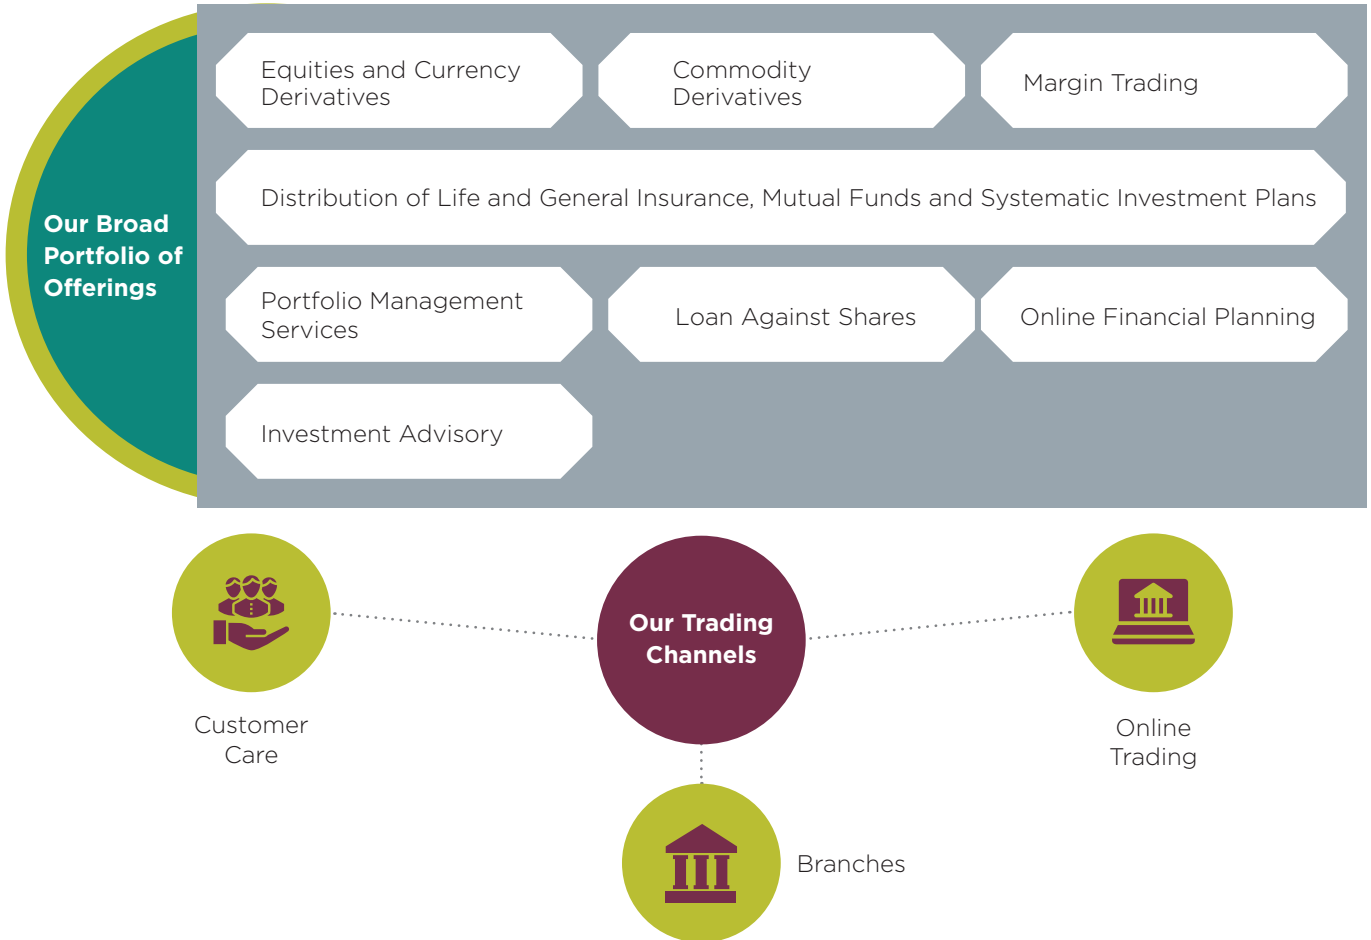 Our Broad
Portfolio of
Offerings
Equities and Currency
Derivatives
Commodity
Derivatives
Margin Trading
Distribution of Life and General Insurance, Mutual Funds and Systematic Investment Plans
Portfolio Management
Services
Loan Against Shares
Online Financial Planning
Investment Advisory
Our Trading
Channels
Customer
Care
Online
Trading
Branches